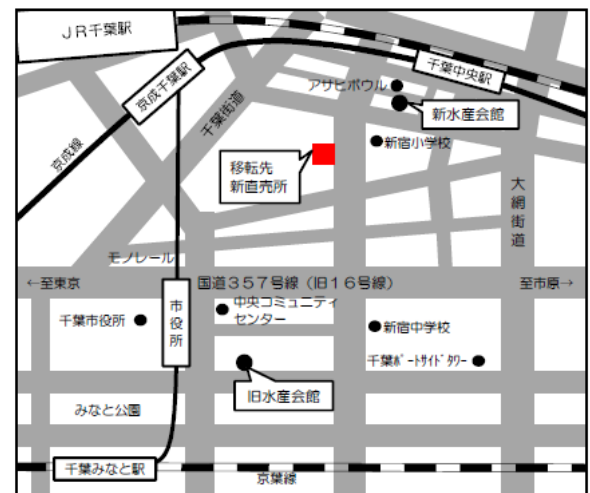 JR千葉駅
京成千葉駅
千葉中央駅
アサヒボウル
新水産会館
千葉街道
新宿小学校
京成線
移転先
新直売所
大網街道
モノレール
←至東京
国道357号線(旧16号線)
至市原→
市役所
千葉市役所
中央コミュニティ
センター
新宿中学校
千葉ポートサイドタワー
旧水産会館
みなと公園
千葉みなと駅
京葉線